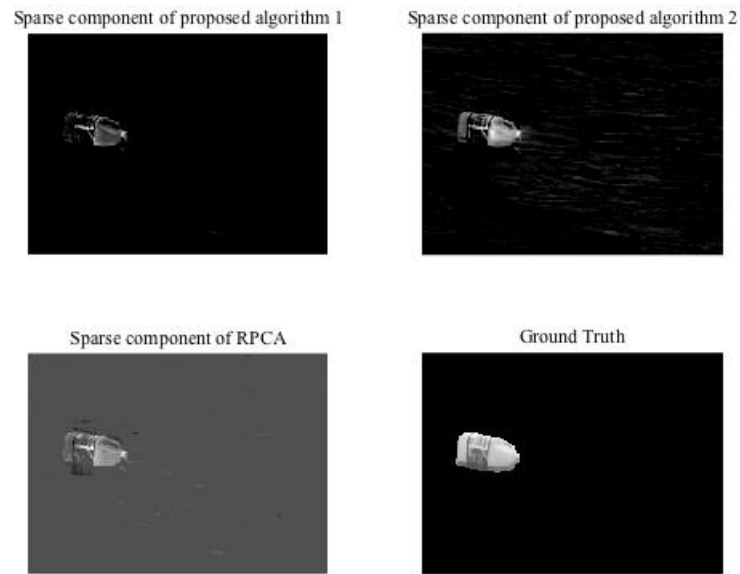 Sparse component of proposed algorithm 1
Sparse component of proposed algorithm 2
Sparse component of RPCA
Ground Truth